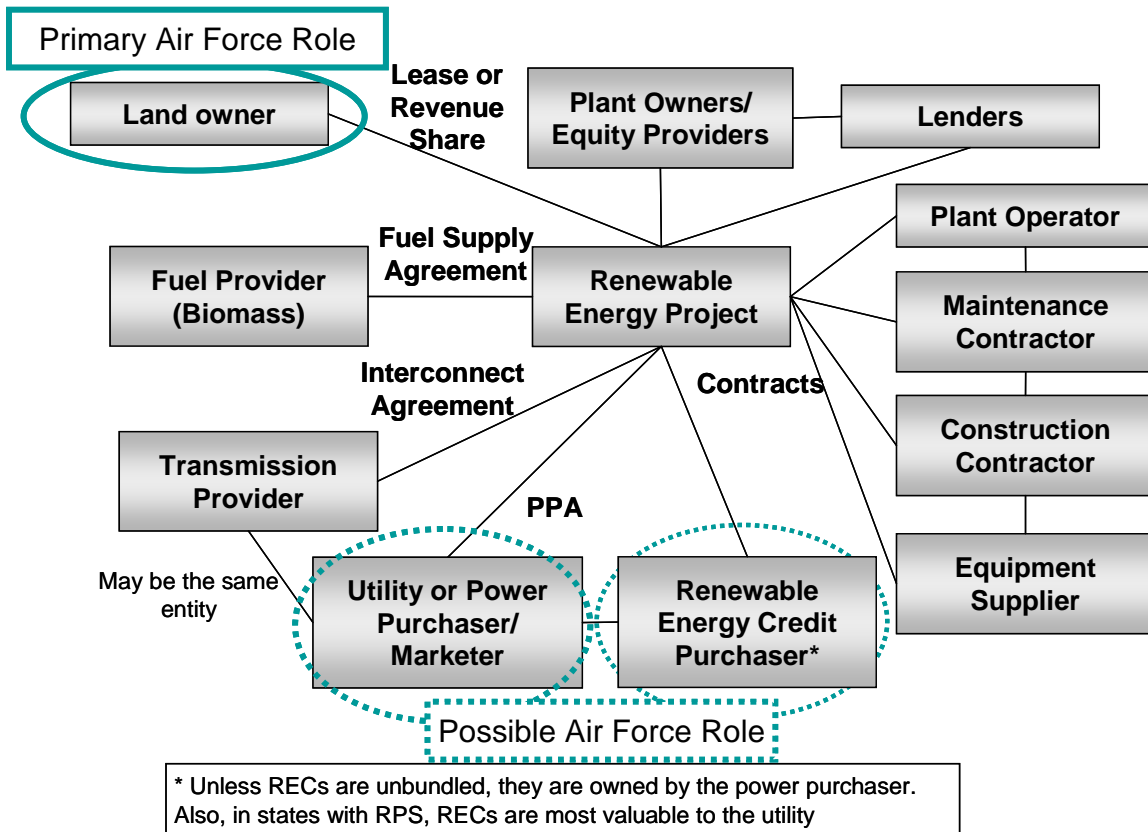 Primary Air Force Role
Land owner
Lease or
Revenue
Share
Plant Owners/
Equity Providers
Lenders
Plant Operator
Fuel Supply
Agreement
Fuel Provider
(Biomass)
Renewable
Energy Project
Maintenance
Contractor
Interconnect
Agreement
Contracts
Construction
Contractor
Transmission
Provider
PPA
May be the same
entity
Utility or Power
Purchaser/
Marketer
Renewable
Energy Credit
Purchaser*
Equipment
Supplier
Possible Air Force Role
* Unless RECs are unbundled, they are owned by the power purchaser.
Also, in states with RPS, RECs are most valuable to the utility